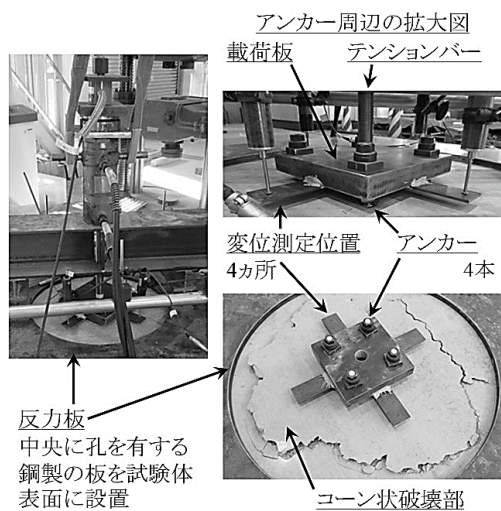 アンカー周辺の拡大図
載荷板
テンションバー
変位測定位置
4ヵ所
アンカー
4本
反力板
中央に孔を有する
鋼製の板を試験体
表面に設置
コーン状破壊部